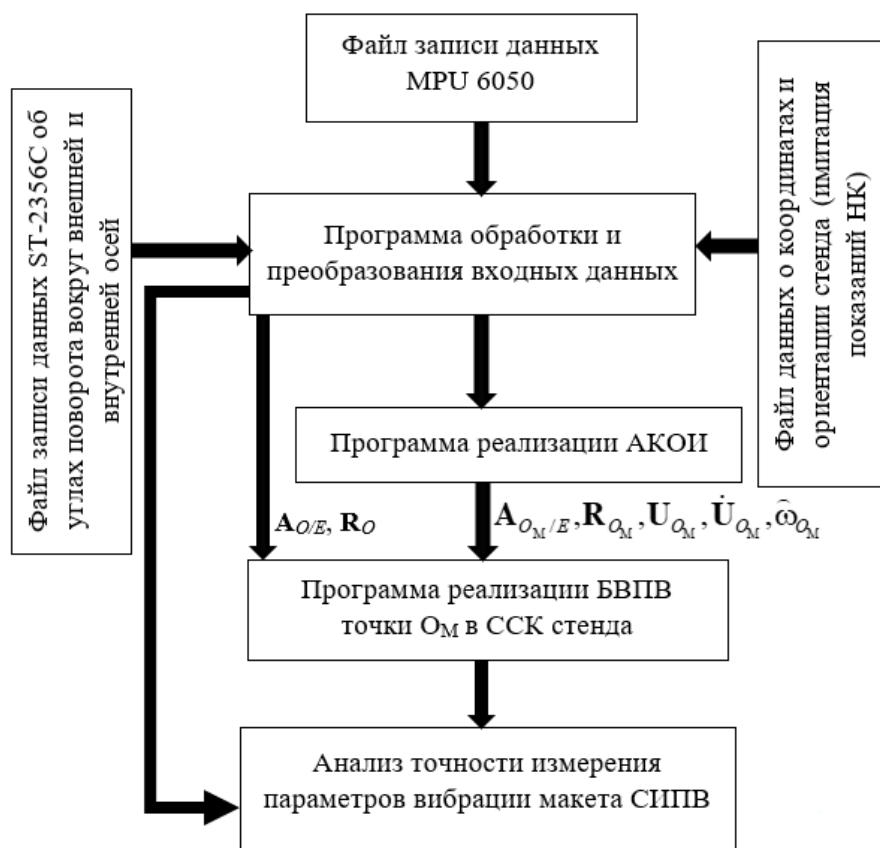 Файл записи данных
MPU 6050
Файл записи данных ST-2356C об
углах поворота вокруг внешней и
внутренней осей
Файл данных о координатах и
ориентации стенда (имитация
показаний НК)
Программа обработки и
преобразования входных данных
Программа реализации АКОИ
A_{O/E}, R_O
A_{O_M/E}, R_{O_M}, U_{O_M}, U̇_{O_M}, ω̂_{O_M}
Программа реализации БВПВ
точки O_M в ССК стенда
Анализ точности измерения
параметров вибрации макета СИПВ